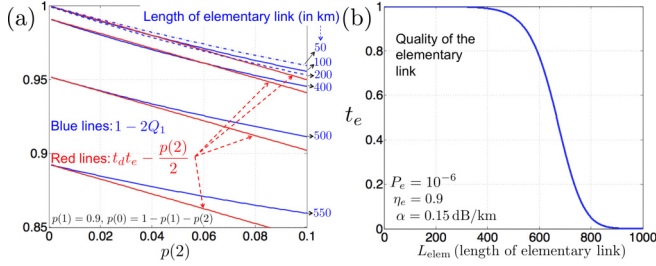 (a)
Length of elementary link (in km)
1
0.95
0.9
0.85
50
100
200
400
500
550
Blue lines: 1 − 2Q₁
Red lines: t_d t_e − p(2)/2
p(1) = 0.9, p(0) = 1 − p(1) − p(2)
0 0.02 0.04 0.06 0.08 0.1
p(2)
(b)
1
0.8
0.6
0.4
0.2
0
t_e
Quality of the
elementary
link
P_e = 10⁻⁶
η_e = 0.9
α = 0.15 dB/km
0 200 400 600 800 1000
L_elem (length of elementary link)